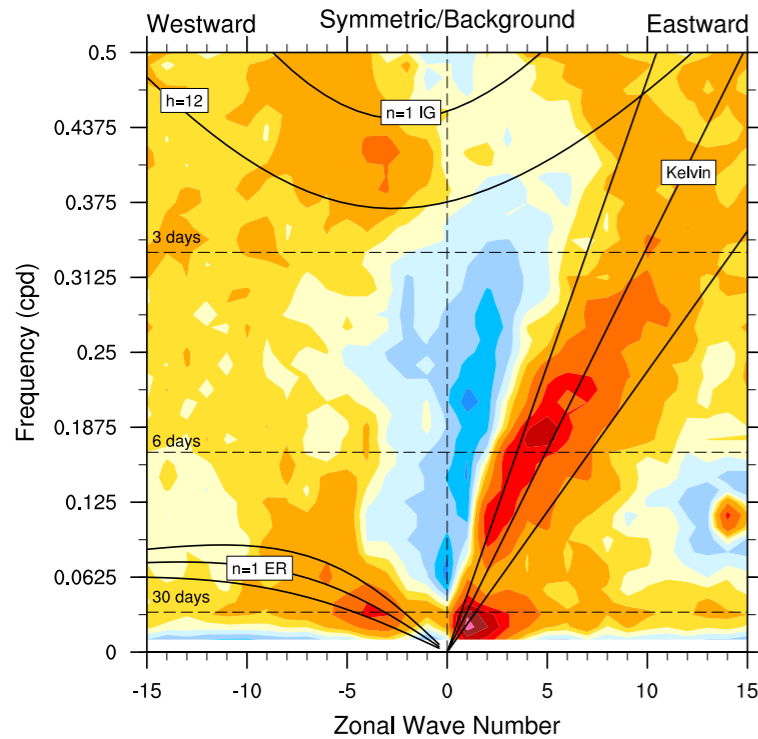 Westward Symmetric/Background Eastward
0.5
h=12
n=1 IG
0.4375
Kelvin
0.375
3 days
0.3125
0.25
0.1875
6 days
0.125
n=1 ER
0.0625
30 days
0
-15 -10 -5 0 5 10 15
Zonal Wave Number
Frequency (cpd)